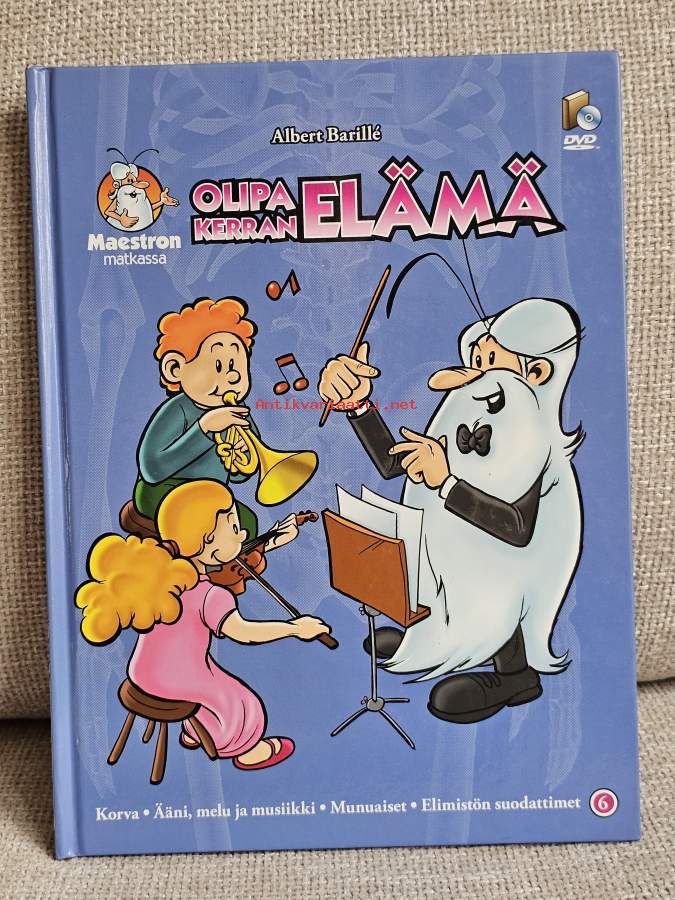 Albert Barillé
DVD
OLIPA
KERRAN ELÄMÄ
Maestron
matkassa
Antikvariaatti.net
Korva • Ääni, melu ja musiikki • Munuaiset • Elimistön suodattimet 6